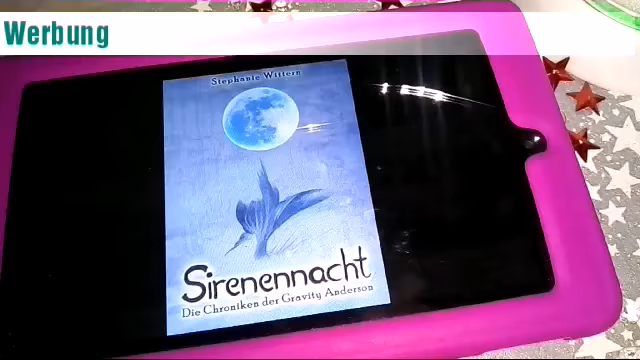 Werbung
Stephanie Wittern
Sirenennacht
Die Chroniken der Gravity Anderson